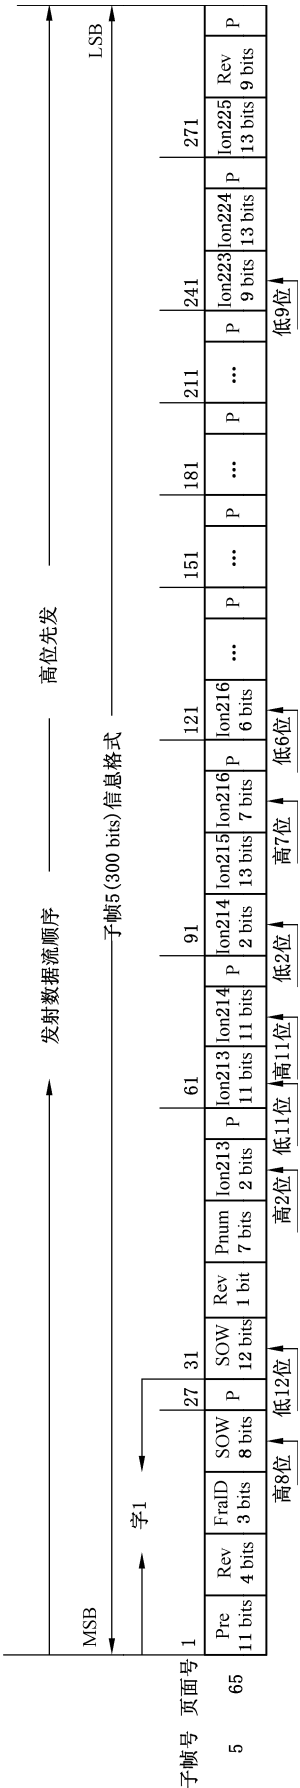 发射数据流顺序 高位先发
MSB 子帧5(300 bits)信息格式 LSB
字1
子帧号 页面号 1 27 31 61 91 121 151 181 211 241 271
5 65
Pre 11 bits
Rev 4 bits
FraID 3 bits
SOW 8 bits
P
SOW 12 bits
Rev 1 bit
Pnum 7 bits
Ion213 2 bits
P
Ion213 11 bits
Ion214 11 bits
P
Ion214 2 bits
Ion215 13 bits
Ion216 7 bits
P
Ion216 6 bits
…
P
…
P
…
P
…
P
Ion223 9 bits
Ion224 13 bits
P
Ion225 13 bits
Rev 9 bits
P
高8位 低12位 高2位 低11位 高11位 低2位 高7位 低6位 低9位